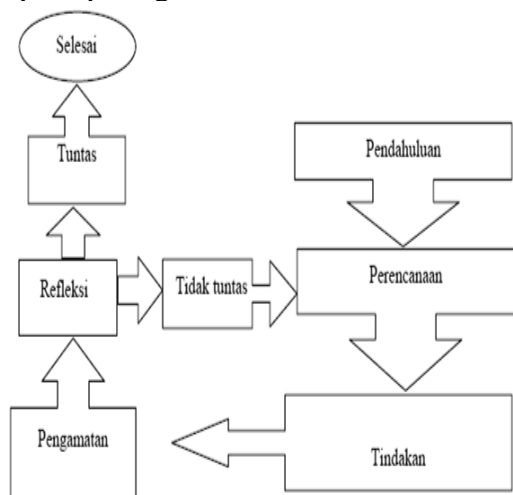 Selesai
Tuntas
Pendahuluan
Refleksi
Tidak tuntas
Perencanaan
Pengamatan
Tindakan